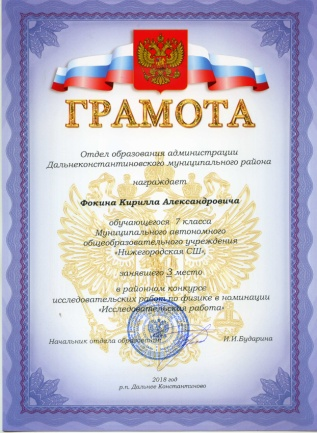 ГРАМОТА
Отдел образования администрации
Дальнеконстантиновского муниципального района
награждает
Фокина Кирилла Александровича
обучающегося 7 класса
Муниципального автономного
общеобразовательного учреждения
«Нижегородская СШ»,
занявшего 3 место
в районном конкурсе
исследовательских работ по физике в номинации
«Исследовательская работа»
Начальник отдела образования И.И.Бударина
2018 год
р.п. Дальнее Константиново